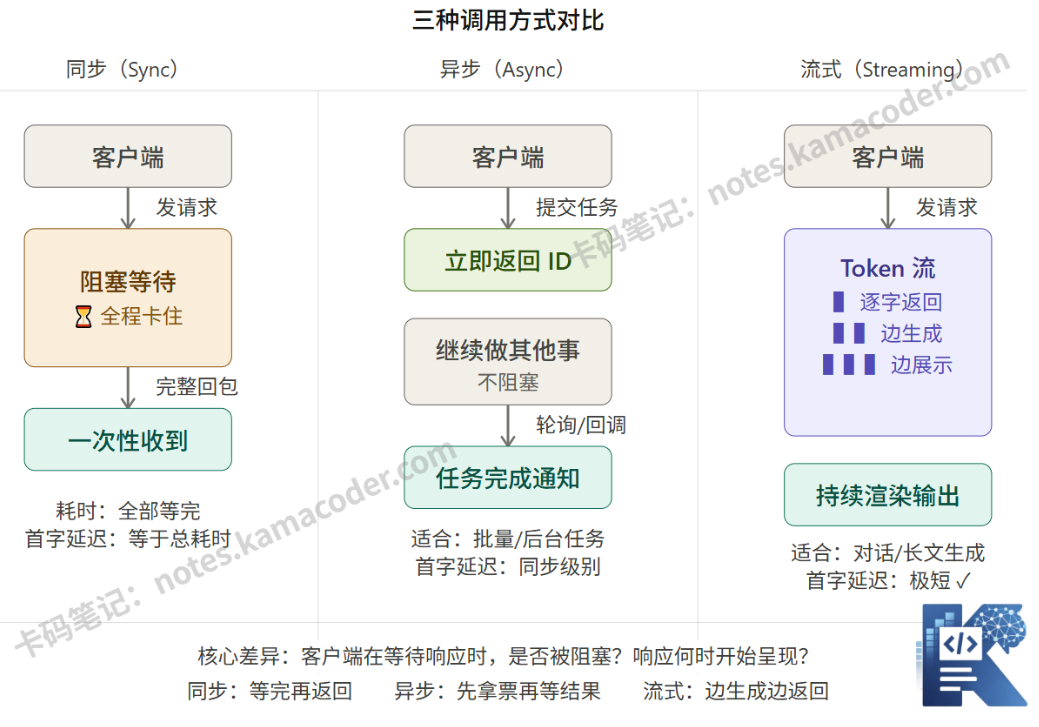 三种调用方式对比
同步（Sync）
异步（Async）
流式（Streaming）
客户端
发请求
阻塞等待
⏳ 全程卡住
完整回包
一次性收到
耗时：全部等完
首字延迟：等于总耗时
客户端
提交任务
立即返回 ID
继续做其他事
不阻塞
轮询/回调
任务完成通知
适合：批量/后台任务
首字延迟：同步级别
客户端
发请求
Token 流
逐字返回
边生成
边展示
持续渲染输出
适合：对话/长文生成
首字延迟：极短 ✓
核心差异：客户端在等待响应时，是否被阻塞？响应何时开始呈现？
同步：等完再返回 异步：先拿票再等结果 流式：边生成边返回
卡码笔记：notes.kamacoder.com
卡码笔记：notes.kamacoder.com
</>